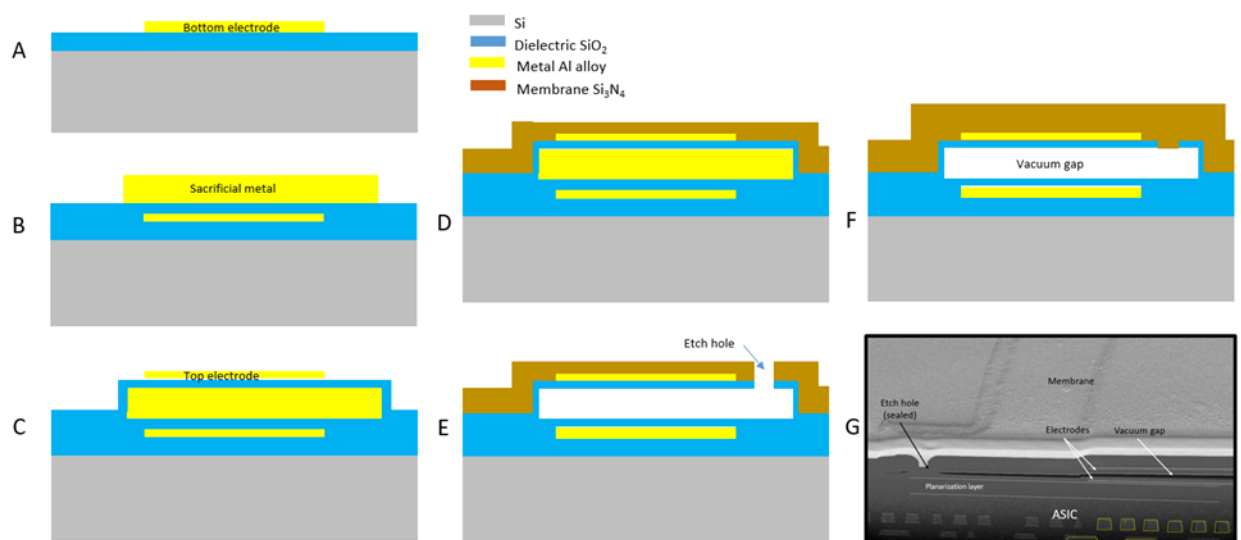 A
Bottom electrode
B
Sacrificial metal
C
Top electrode
Si
Dielectric SiO₂
Metal Al alloy
Membrane Si₃N₄
D
E
Etch hole
F
Vacuum gap
G
Membrane
Etch hole
(sealed)
Electrodes
Vacuum gap
Planarization layer
ASIC